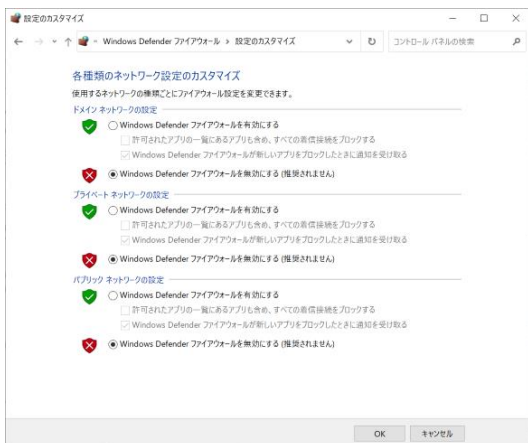 設定のカスタマイズ
Windows Defender ファイアウォール > 設定のカスタマイズ
コントロール パネルの検索
各種類のネットワーク設定のカスタマイズ
使用するネットワークの種類ごとにファイアウォール設定を変更できます。
ドメイン ネットワークの設定
Windows Defender ファイアウォールを有効にする
許可されたアプリの一覧にあるアプリも含め、すべての着信接続をブロックする
Windows Defender ファイアウォールが新しいアプリをブロックしたときに通知を受け取る
Windows Defender ファイアウォールを無効にする (推奨されません)
プライベート ネットワークの設定
Windows Defender ファイアウォールを有効にする
許可されたアプリの一覧にあるアプリも含め、すべての着信接続をブロックする
Windows Defender ファイアウォールが新しいアプリをブロックしたときに通知を受け取る
Windows Defender ファイアウォールを無効にする (推奨されません)
パブリック ネットワークの設定
Windows Defender ファイアウォールを有効にする
許可されたアプリの一覧にあるアプリも含め、すべての着信接続をブロックする
Windows Defender ファイアウォールが新しいアプリをブロックしたときに通知を受け取る
Windows Defender ファイアウォールを無効にする (推奨されません)
OK キャンセル